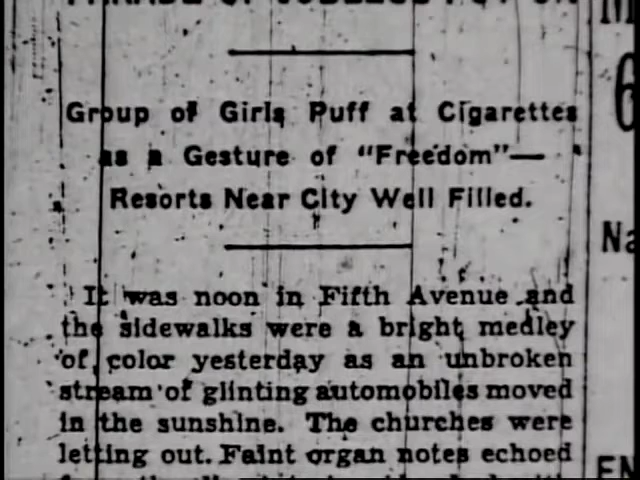 Group of Girls Puff at Cigarettes
as a Gesture of "Freedom"—
Resorts Near City Well Filled.
It was noon in Fifth Avenue and
the sidewalks were a bright medley
of color yesterday as an unbroken
stream of glinting automobiles moved
in the sunshine. The churches were
letting out. Faint organ notes echoed